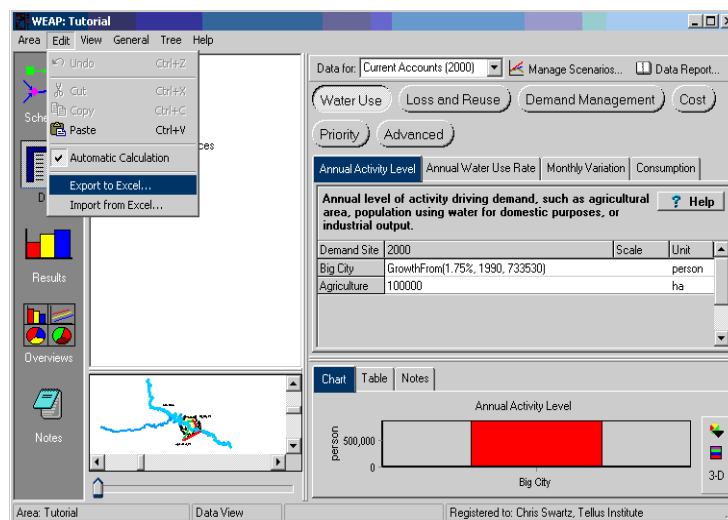 WEAP: Tutorial
Area Edit View General Tree Help
Undo Ctrl+Z
Cut Ctrl+X
Copy Ctrl+C
Paste Ctrl+V
Automatic Calculation
Export to Excel...
Import from Excel...
Results
Overviews
Notes
Data for: Current Accounts (2000) Manage Scenarios... Data Report...
Water Use Loss and Reuse Demand Management Cost
Priority Advanced
Annual Activity Level Annual Water Use Rate Monthly Variation Consumption
Annual level of activity driving demand, such as agricultural
area, population using water for domestic purposes, or
industrial output.
? Help
Demand Site 2000 Scale Unit
Big City GrowthFrom(1.75%, 1990, 733530) person
Agriculture 100000 ha
Chart Table Notes
Annual Activity Level
person
500,000
0
Big City
3-D
Area: Tutorial Data View Registered to: Chris Swartz, Tellus Institute